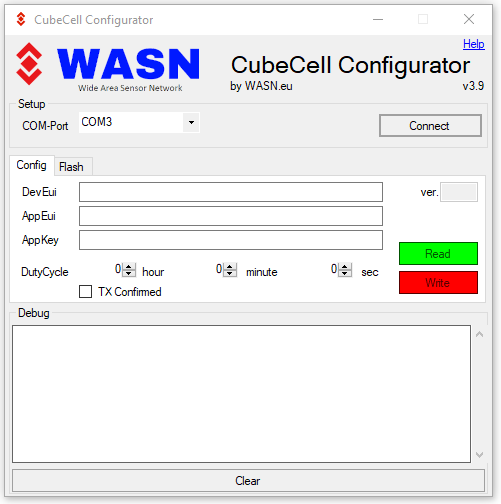 CubeCell Configurator
Help
WASN
Wide Area Sensor Network
CubeCell Configurator
by WASN.eu
v3.9
Setup
COM-Port
COM3
Connect
Config
Flash
DevEui
ver.
AppEui
AppKey
Read
DutyCycle
0
hour
0
minute
0
sec
Write
TX Confirmed
Debug
Clear